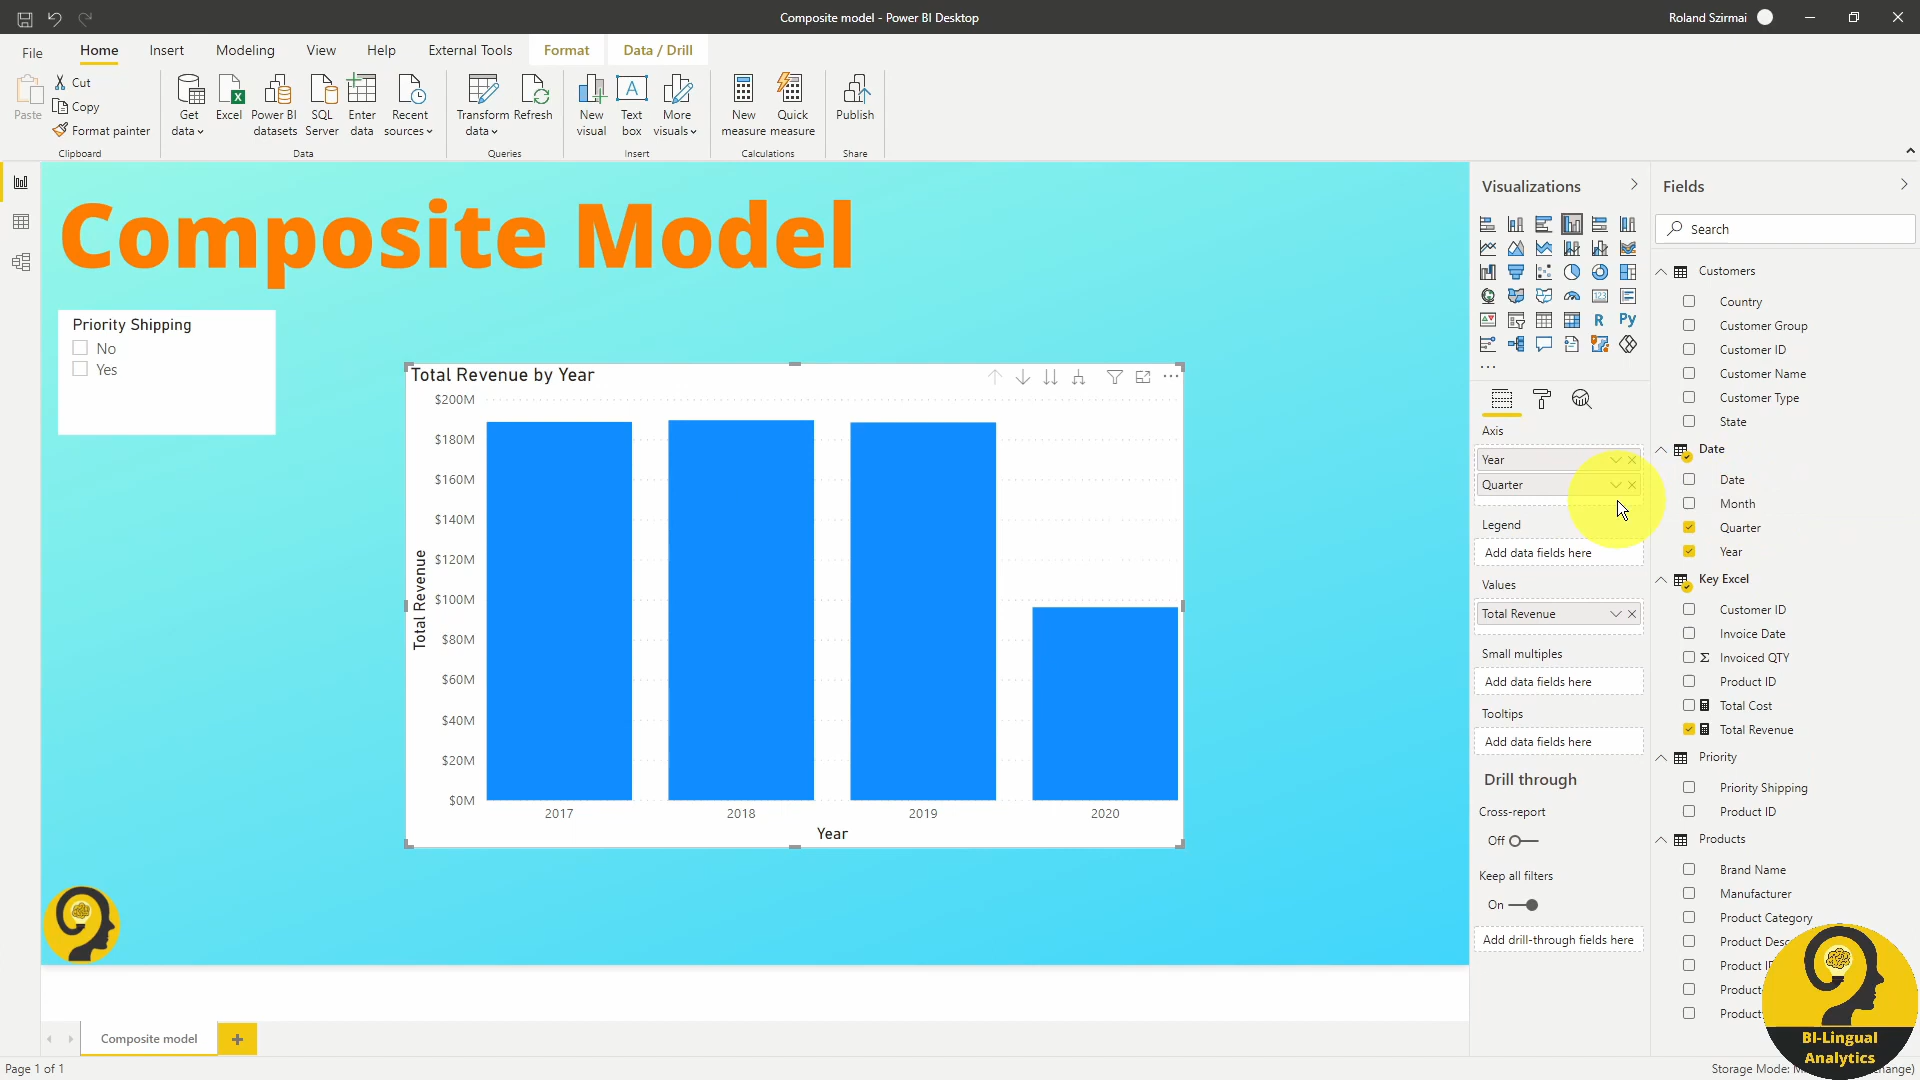 Composite model - Power BI Desktop
Roland Szirmai
File
Home
Insert
Modeling
View
Help
External Tools
Format
Data / Drill
Paste
Cut
Copy
Format painter
Clipboard
Get data
Excel
Power BI datasets
SQL Server
Enter data
Recent sources
Data
Transform data
Refresh
Queries
New visual
Text box
More visuals
Insert
New measure
Quick measure
Calculations
Publish
Share
Composite Model
Priority Shipping
No
Yes
Total Revenue by Year
$200M
$180M
$160M
$140M
$120M
$100M
$80M
$60M
$40M
$20M
$0M
Total Revenue
2017
2018
2019
2020
Year
Visualizations
R
Py
Axis
Year
Quarter
Legend
Add data fields here
Values
Total Revenue
Small multiples
Add data fields here
Tooltips
Add data fields here
Drill through
Cross-report
Off
Keep all filters
On
Add drill-through fields here
Fields
Search
Customers
Country
Customer Group
Customer ID
Customer Name
Customer Type
State
Date
Date
Month
Quarter
Year
Key Excel
Customer ID
Invoice Date
Σ Invoiced QTY
Product ID
Total Cost
Total Revenue
Priority
Priority Shipping
Product ID
Products
Brand Name
Manufacturer
Product Category
Product
Product
BI-Lingual
Analytics
Composite model
Page 1 of 1
Storage Mode: